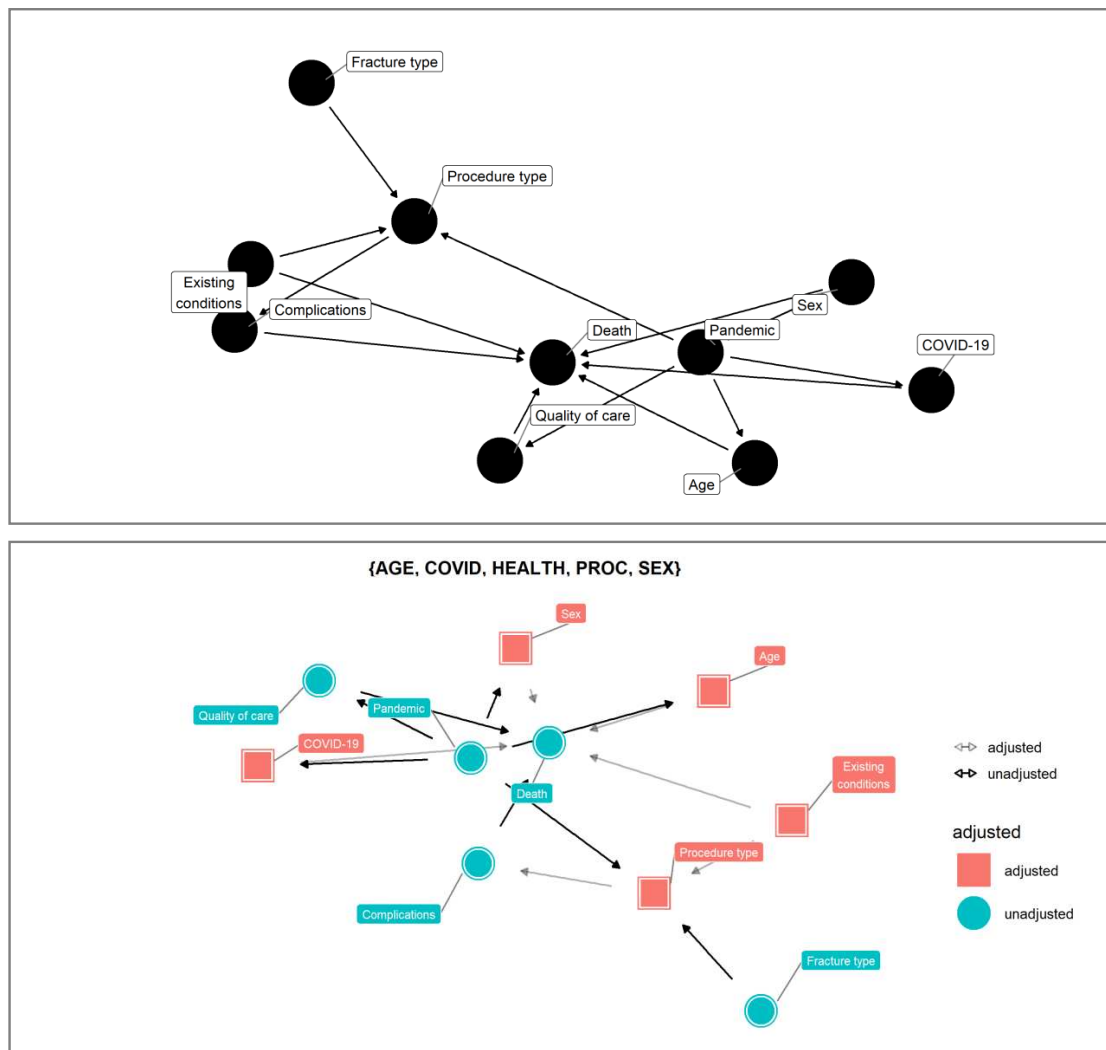 Fracture type
Procedure type
Existing
conditions
Complications
Sex
Death
Pandemic
COVID-19
Quality of care
Age
{AGE, COVID, HEALTH, PROC, SEX}
Sex
Age
Quality of care
Pandemic
COVID-19
adjusted
Existing
conditions
unadjusted
Death
adjusted
Procedure type
adjusted
Complications
unadjusted
Fracture type